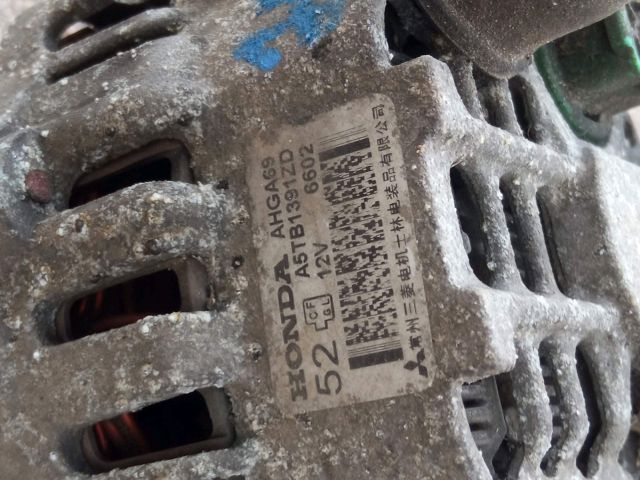 HONDA AHGA69
A5TB1391ZD
52 C F G L 12V 6602
常州三菱电机士林电装品有限公司